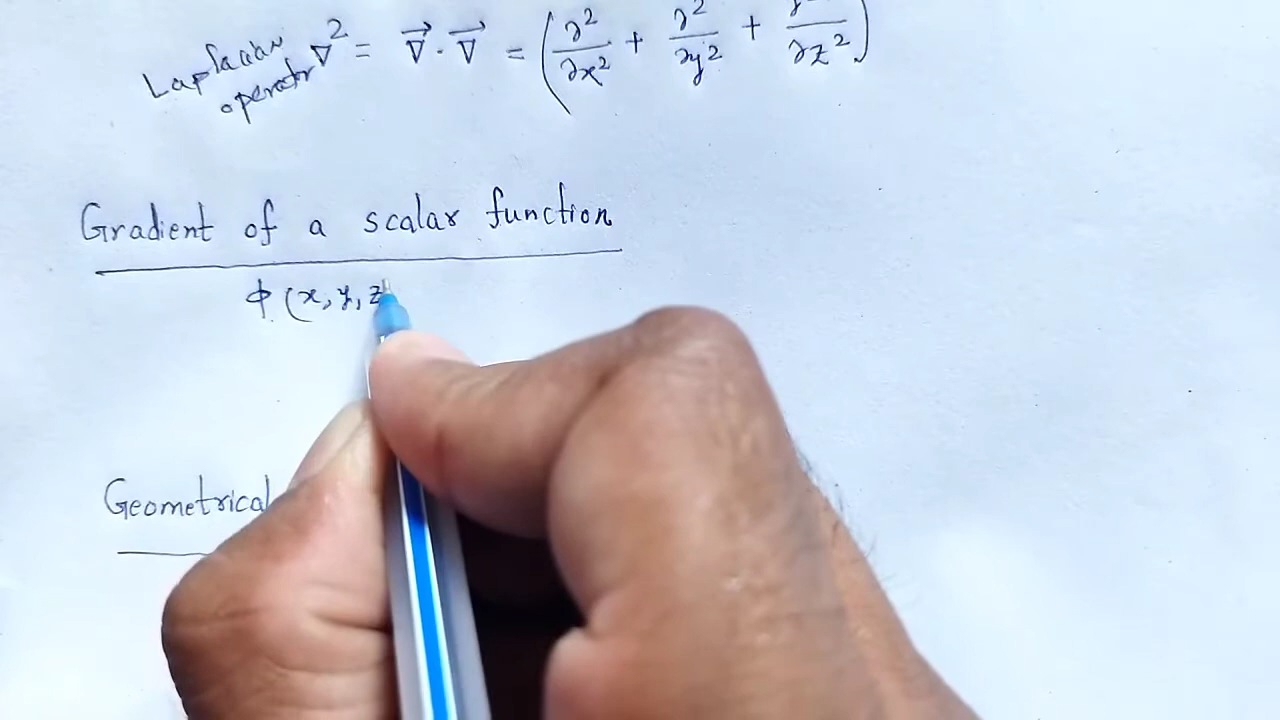 Laplacian operator ∇² = ∇⃗ · ∇⃗ = (∂²/∂x² + ∂²/∂y² + ∂²/∂z²)
Gradient of a scalar function
ϕ (x, y, z
Geometrical